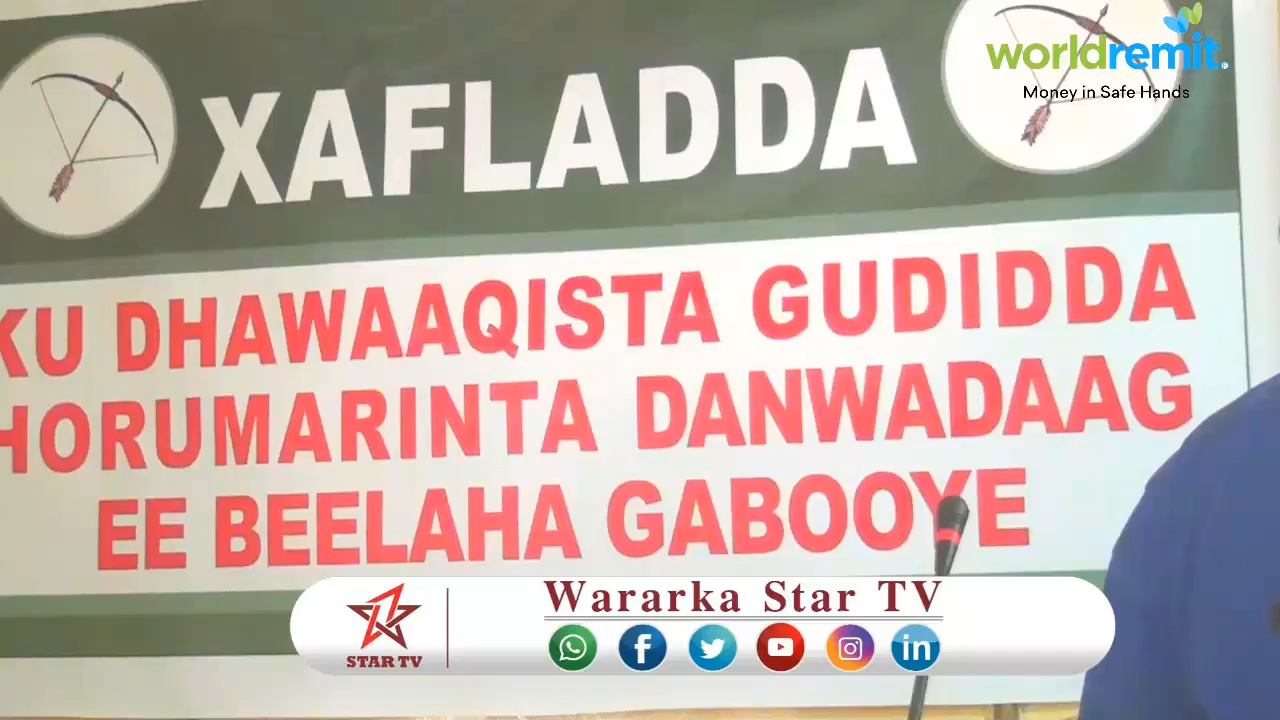 worldremit
Money in Safe Hands
XAFLADDA
KU DHAWAAQISTA GUDIDDA
HORUMARINTA DANWADAAG
EE BEELAHA GABOOYE
Wararka Star TV
STAR TV
in